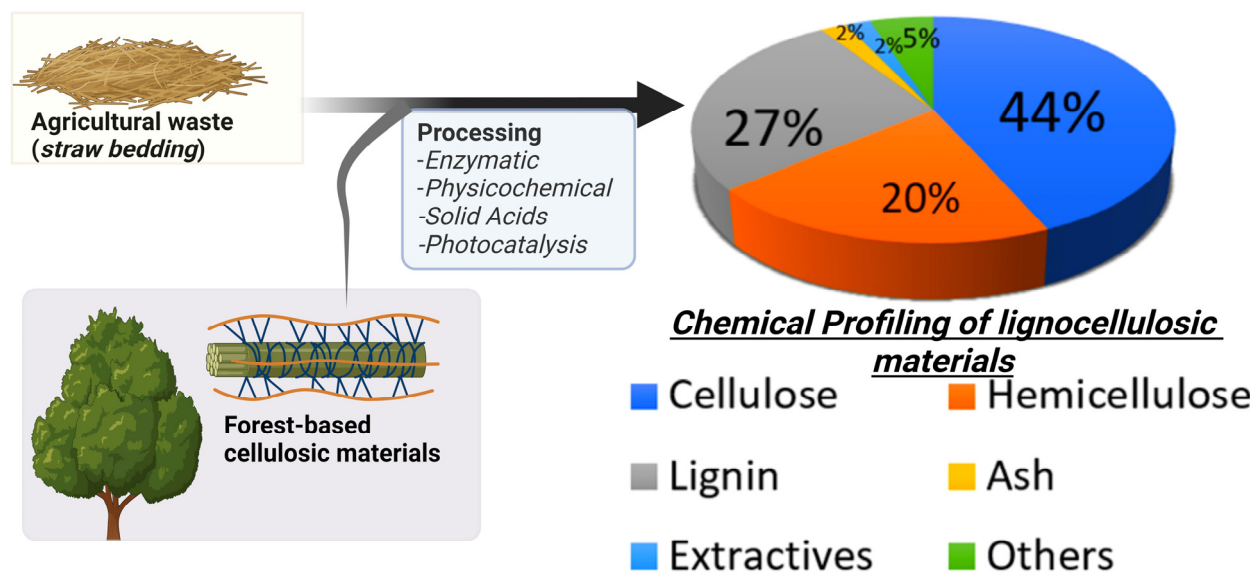 Agricultural waste
(straw bedding)
Processing
-Enzymatic
-Physicochemical
-Solid Acids
-Photocatalysis
Forest-based
cellulosic materials
2%
2%
5%
44%
27%
20%
Chemical Profiling of lignocellulosic
materials
Cellulose
Hemicellulose
Lignin
Ash
Extractives
Others